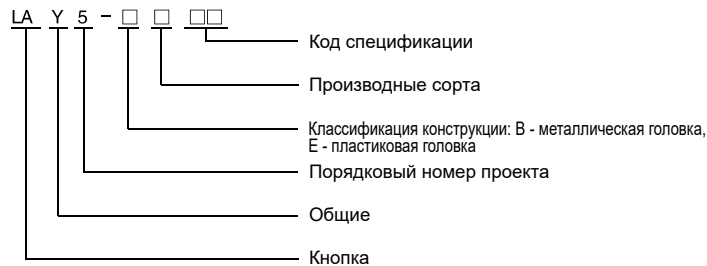 LA Y 5 - □ □ □□
Код спецификации
Производные сорта
Классификация конструкции: B - металлическая головка,
E - пластиковая головка
Порядковый номер проекта
Общие
Кнопка